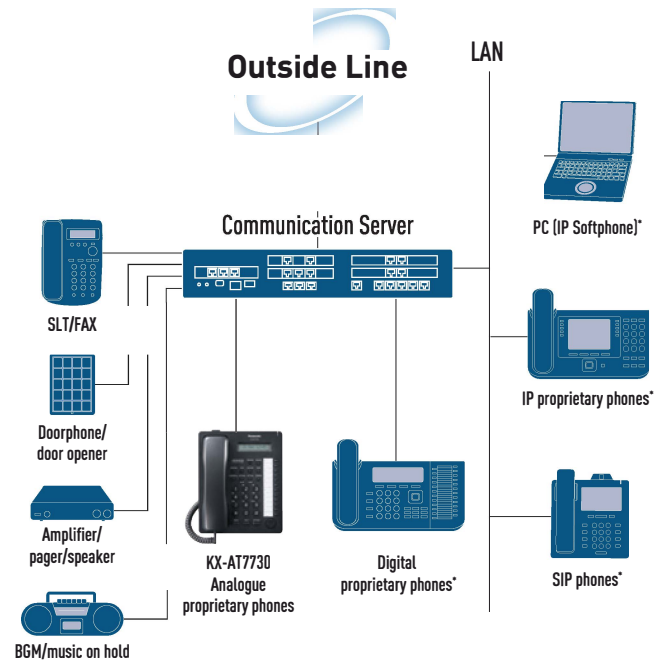 Outside Line
LAN
PC (IP Softphone)*
Communication Server
SLT/FAX
IP proprietary phones*
Doorphone/
door opener
Amplifier/
pager/speaker
KX-AT7730
Analogue
proprietary phones
Digital
proprietary phones*
SIP phones*
BGM/music on hold